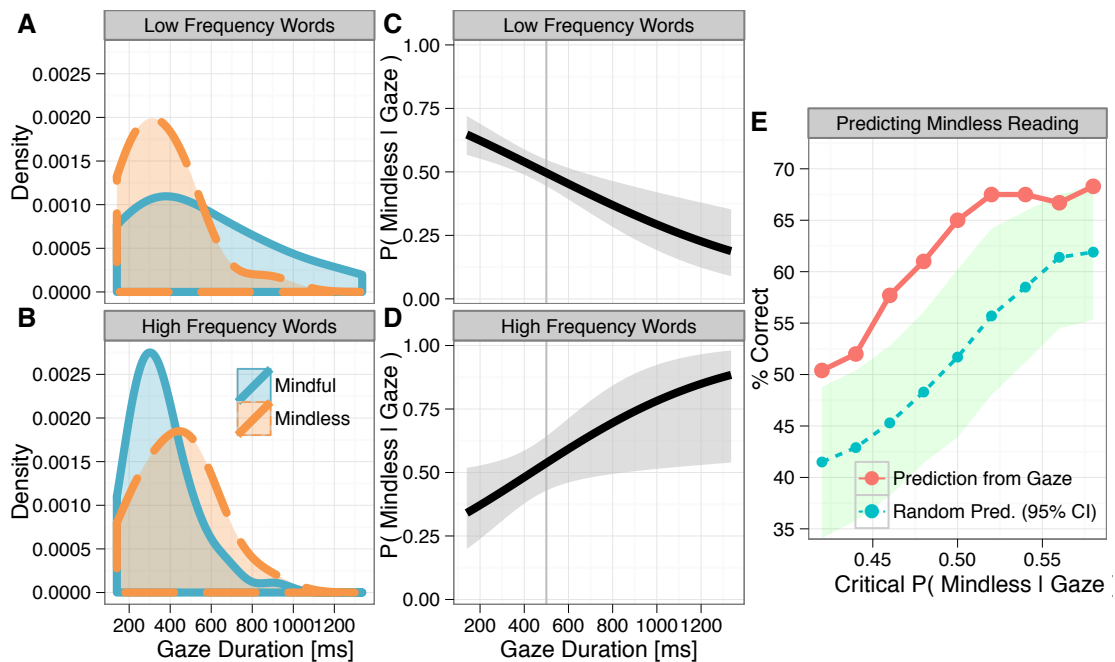 A
Low Frequency Words
0.0025
0.0020
0.0015
0.0010
0.0005
0.0000
Density
B
High Frequency Words
0.0025
0.0020
0.0015
0.0010
0.0005
0.0000
Density
Mindful
Mindless
200 400 600 800 1000 1200
Gaze Duration [ms]
C
Low Frequency Words
1.00
0.75
0.50
0.25
0.00
P( Mindless | Gaze )
D
High Frequency Words
1.00
0.75
0.50
0.25
0.00
P( Mindless | Gaze )
200 400 600 800 1000 1200
Gaze Duration [ms]
E
Predicting Mindless Reading
70
65
60
55
50
45
40
35
% Correct
Prediction from Gaze
Random Pred. (95% CI)
0.45 0.50 0.55
Critical P( Mindless | Gaze )